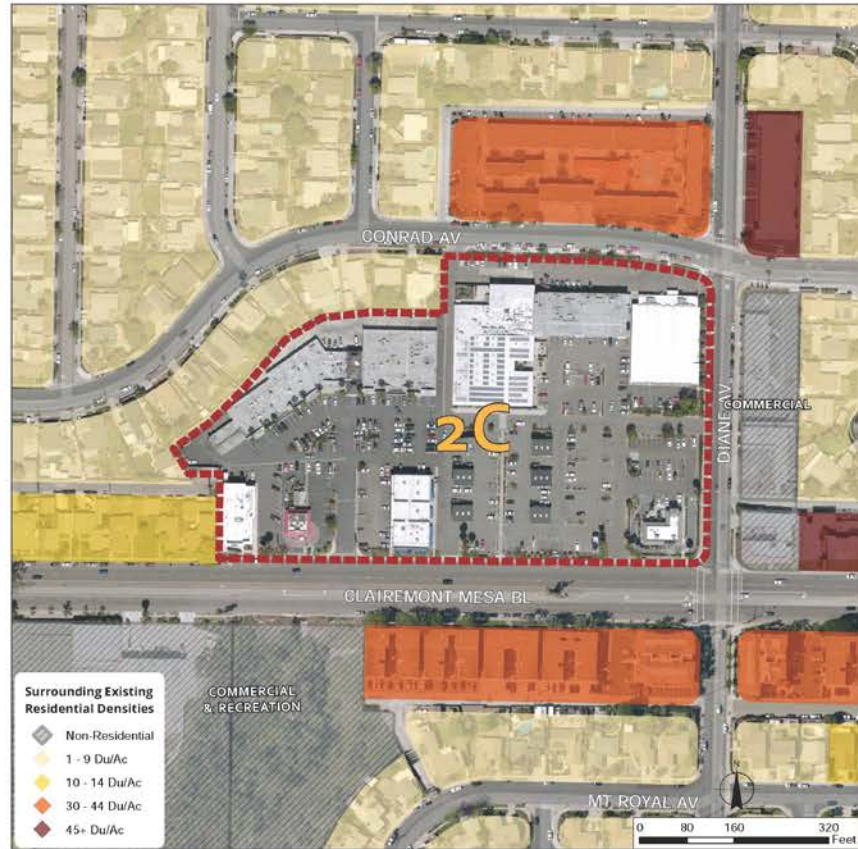 CONRAD AV
2C
COMMERCIAL
DIANE AV
CLAIREMONT MESA BL
COMMERCIAL
& RECREATION
MT ROYAL AV
Surrounding Existing
Residential Densities
Non-Residential
1 - 9 Du/Ac
10 - 14 Du/Ac
30 - 44 Du/Ac
45+ Du/Ac
N
0 80 160 320
Feet